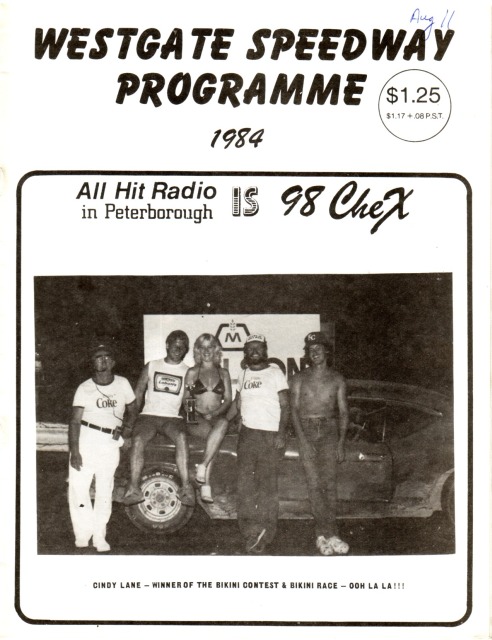 Aug 11
WESTGATE SPEEDWAY
PROGRAMME
$1.25
$1.17 + .08 P.S.T.
1984
All Hit Radio
in Peterborough
IS
98 CheX
M
Coke
Coke
CINDY LANE – WINNER OF THE BIKINI CONTEST & BIKINI RACE – OOH LA LA!!!